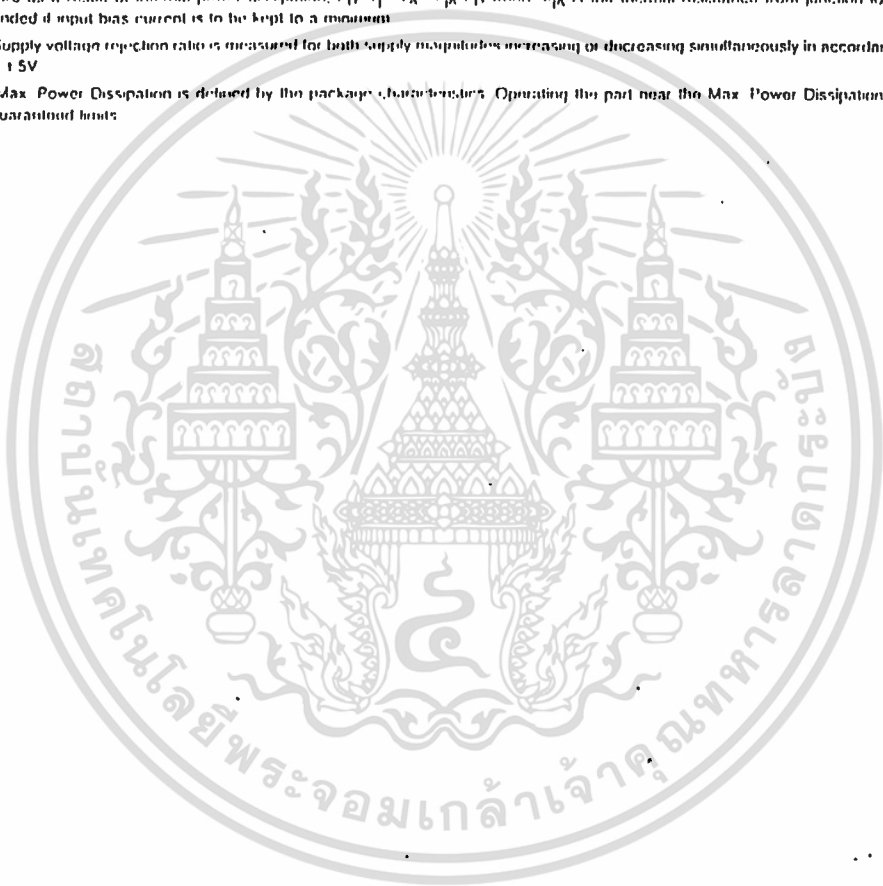 nded if input bias current is to be kept to a minimum
Supply voltage rejection ratio is measured for both supply magnitudes increasing or decreasing simultaneously in accordan
± 5V
Max. Power Dissipation is defined by the package characteristics. Operating the part near the Max. Power Dissipation
uaranteed limits
สถาบันเทคโนโลยีพระจอมเกล้าเจ้าคุณทหารลาดกระบัง
๔